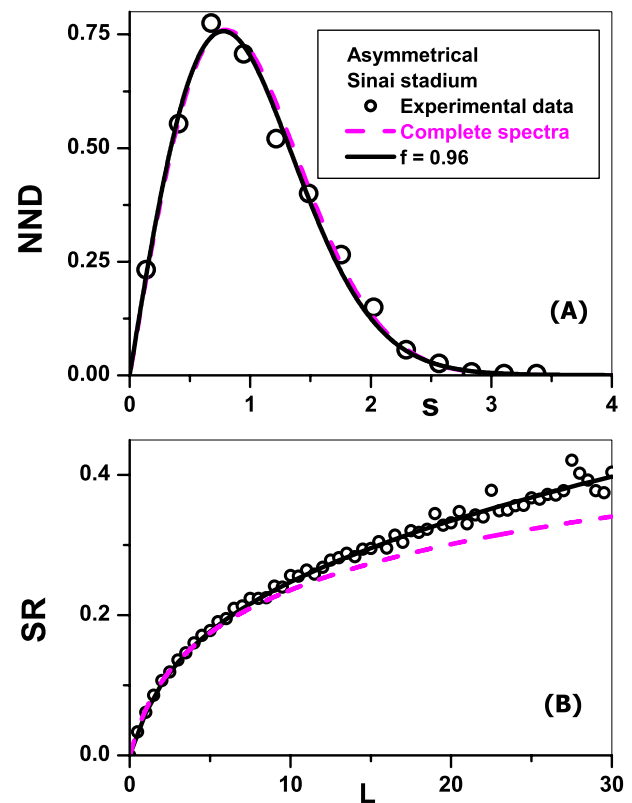 0.75
0.50
0.25
0.00
NND
Asymmetrical
Sinai stadium
Experimental data
Complete spectra
f = 0.96
(A)
0 1 2 3 4
s
0.4
0.2
0.0
SR
(B)
0 10 20 30
L